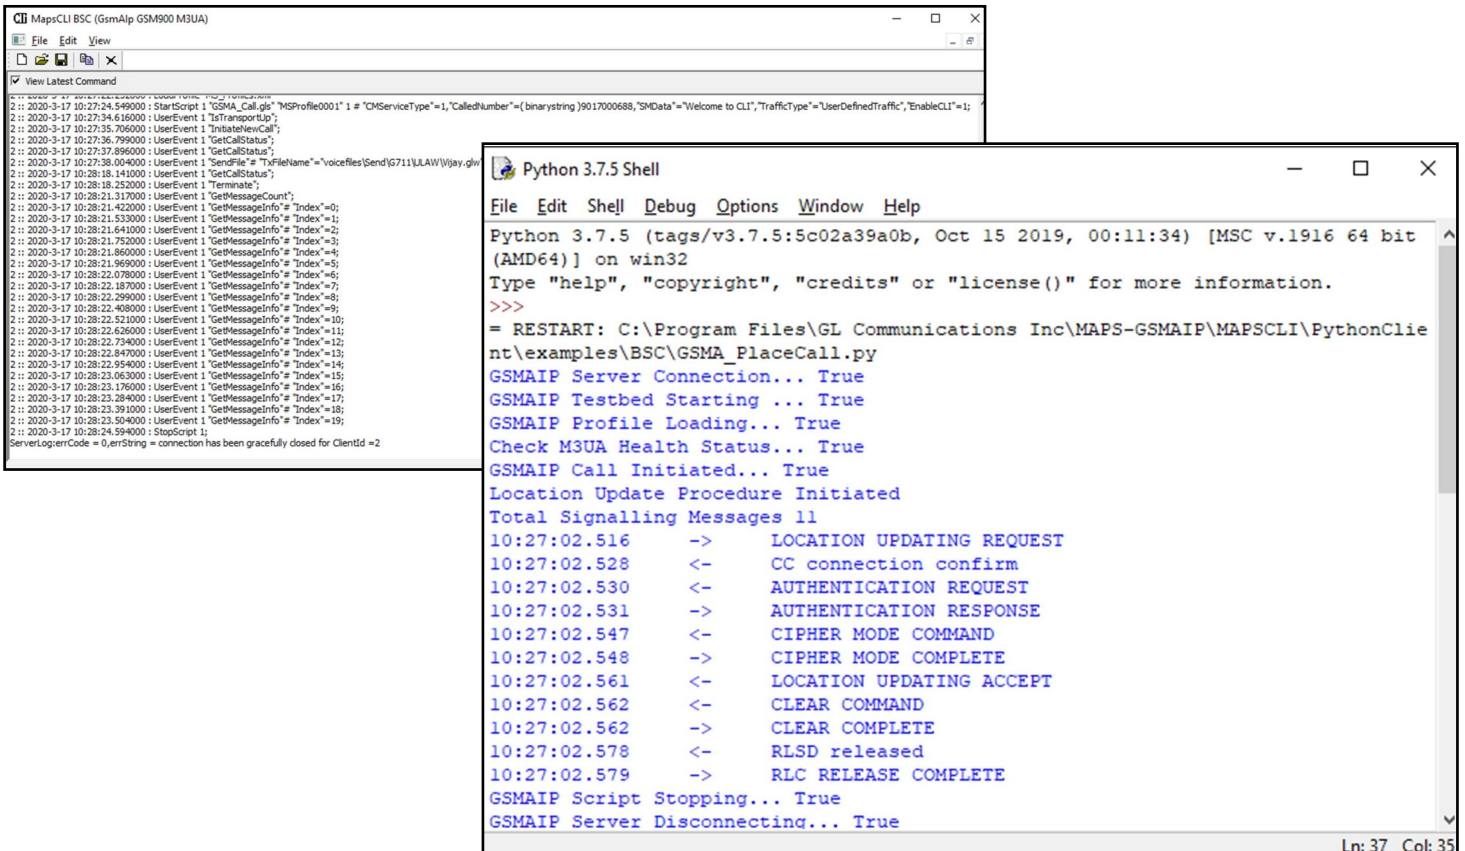 MapsCLI BSC (GsmAIp GSM900 M3UA)
File Edit View
View Latest Command
2 :: 2020-3-17 10:27:24.549000 : StartScript 1 "GSMA_Call.gls" "MSProfile0001" 1 # "CMServiceType"=1,"CalledNumber"=( binarystring )9017000688,"SMData"="Welcome to CLI","TrafficType"="UserDefinedTraffic","EnableCLI"=1;
2 :: 2020-3-17 10:27:34.616000 : UserEvent 1 "IsTransportUp";
2 :: 2020-3-17 10:27:35.706000 : UserEvent 1 "InitiateNewCall";
2 :: 2020-3-17 10:27:36.799000 : UserEvent 1 "GetCallStatus";
2 :: 2020-3-17 10:27:37.896000 : UserEvent 1 "GetCallStatus";
2 :: 2020-3-17 10:27:38.004000 : UserEvent 1 "SendFile"# "TxFileName"="voicefiles\Send\G711\ULAW\Vijay.glw"
2 :: 2020-3-17 10:28:18.141000 : UserEvent 1 "GetCallStatus";
2 :: 2020-3-17 10:28:18.252000 : UserEvent 1 "Terminate";
2 :: 2020-3-17 10:28:21.317000 : UserEvent 1 "GetMessageCount";
2 :: 2020-3-17 10:28:21.422000 : UserEvent 1 "GetMessageInfo"# "Index"=0;
2 :: 2020-3-17 10:28:21.533000 : UserEvent 1 "GetMessageInfo"# "Index"=1;
2 :: 2020-3-17 10:28:21.641000 : UserEvent 1 "GetMessageInfo"# "Index"=2;
2 :: 2020-3-17 10:28:21.752000 : UserEvent 1 "GetMessageInfo"# "Index"=3;
2 :: 2020-3-17 10:28:21.860000 : UserEvent 1 "GetMessageInfo"# "Index"=4;
2 :: 2020-3-17 10:28:21.969000 : UserEvent 1 "GetMessageInfo"# "Index"=5;
2 :: 2020-3-17 10:28:22.078000 : UserEvent 1 "GetMessageInfo"# "Index"=6;
2 :: 2020-3-17 10:28:22.187000 : UserEvent 1 "GetMessageInfo"# "Index"=7;
2 :: 2020-3-17 10:28:22.299000 : UserEvent 1 "GetMessageInfo"# "Index"=8;
2 :: 2020-3-17 10:28:22.408000 : UserEvent 1 "GetMessageInfo"# "Index"=9;
2 :: 2020-3-17 10:28:22.521000 : UserEvent 1 "GetMessageInfo"# "Index"=10;
2 :: 2020-3-17 10:28:22.626000 : UserEvent 1 "GetMessageInfo"# "Index"=11;
2 :: 2020-3-17 10:28:22.734000 : UserEvent 1 "GetMessageInfo"# "Index"=12;
2 :: 2020-3-17 10:28:22.847000 : UserEvent 1 "GetMessageInfo"# "Index"=13;
2 :: 2020-3-17 10:28:22.954000 : UserEvent 1 "GetMessageInfo"# "Index"=14;
2 :: 2020-3-17 10:28:23.063000 : UserEvent 1 "GetMessageInfo"# "Index"=15;
2 :: 2020-3-17 10:28:23.176000 : UserEvent 1 "GetMessageInfo"# "Index"=16;
2 :: 2020-3-17 10:28:23.284000 : UserEvent 1 "GetMessageInfo"# "Index"=17;
2 :: 2020-3-17 10:28:23.391000 : UserEvent 1 "GetMessageInfo"# "Index"=18;
2 :: 2020-3-17 10:28:23.504000 : UserEvent 1 "GetMessageInfo"# "Index"=19;
2 :: 2020-3-17 10:28:24.594000 : StopScript 1;
ServerLog:errCode = 0,errString = connection has been gracefully closed for ClientId =2
Python 3.7.5 Shell
File Edit Shell Debug Options Window Help
Python 3.7.5 (tags/v3.7.5:5c02a39a0b, Oct 15 2019, 00:11:34) [MSC v.1916 64 bit
(AMD64)] on win32
Type "help", "copyright", "credits" or "license()" for more information.
>>>
= RESTART: C:\Program Files\GL Communications Inc\MAPS-GSMAIP\MAPSCLI\PythonClie
nt\examples\BSC\GSMA_PlaceCall.py
GSMAIP Server Connection... True
GSMAIP Testbed Starting ... True
GSMAIP Profile Loading... True
Check M3UA Health Status... True
GSMAIP Call Initiated... True
Location Update Procedure Initiated
Total Signalling Messages 11
10:27:02.516 -> LOCATION UPDATING REQUEST
10:27:02.528 <- CC connection confirm
10:27:02.530 <- AUTHENTICATION REQUEST
10:27:02.531 -> AUTHENTICATION RESPONSE
10:27:02.547 <- CIPHER MODE COMMAND
10:27:02.548 -> CIPHER MODE COMPLETE
10:27:02.561 <- LOCATION UPDATING ACCEPT
10:27:02.562 <- CLEAR COMMAND
10:27:02.562 -> CLEAR COMPLETE
10:27:02.578 <- RLSD released
10:27:02.579 -> RLC RELEASE COMPLETE
GSMAIP Script Stopping... True
GSMAIP Server Disconnecting... True
Ln: 37 Col: 35